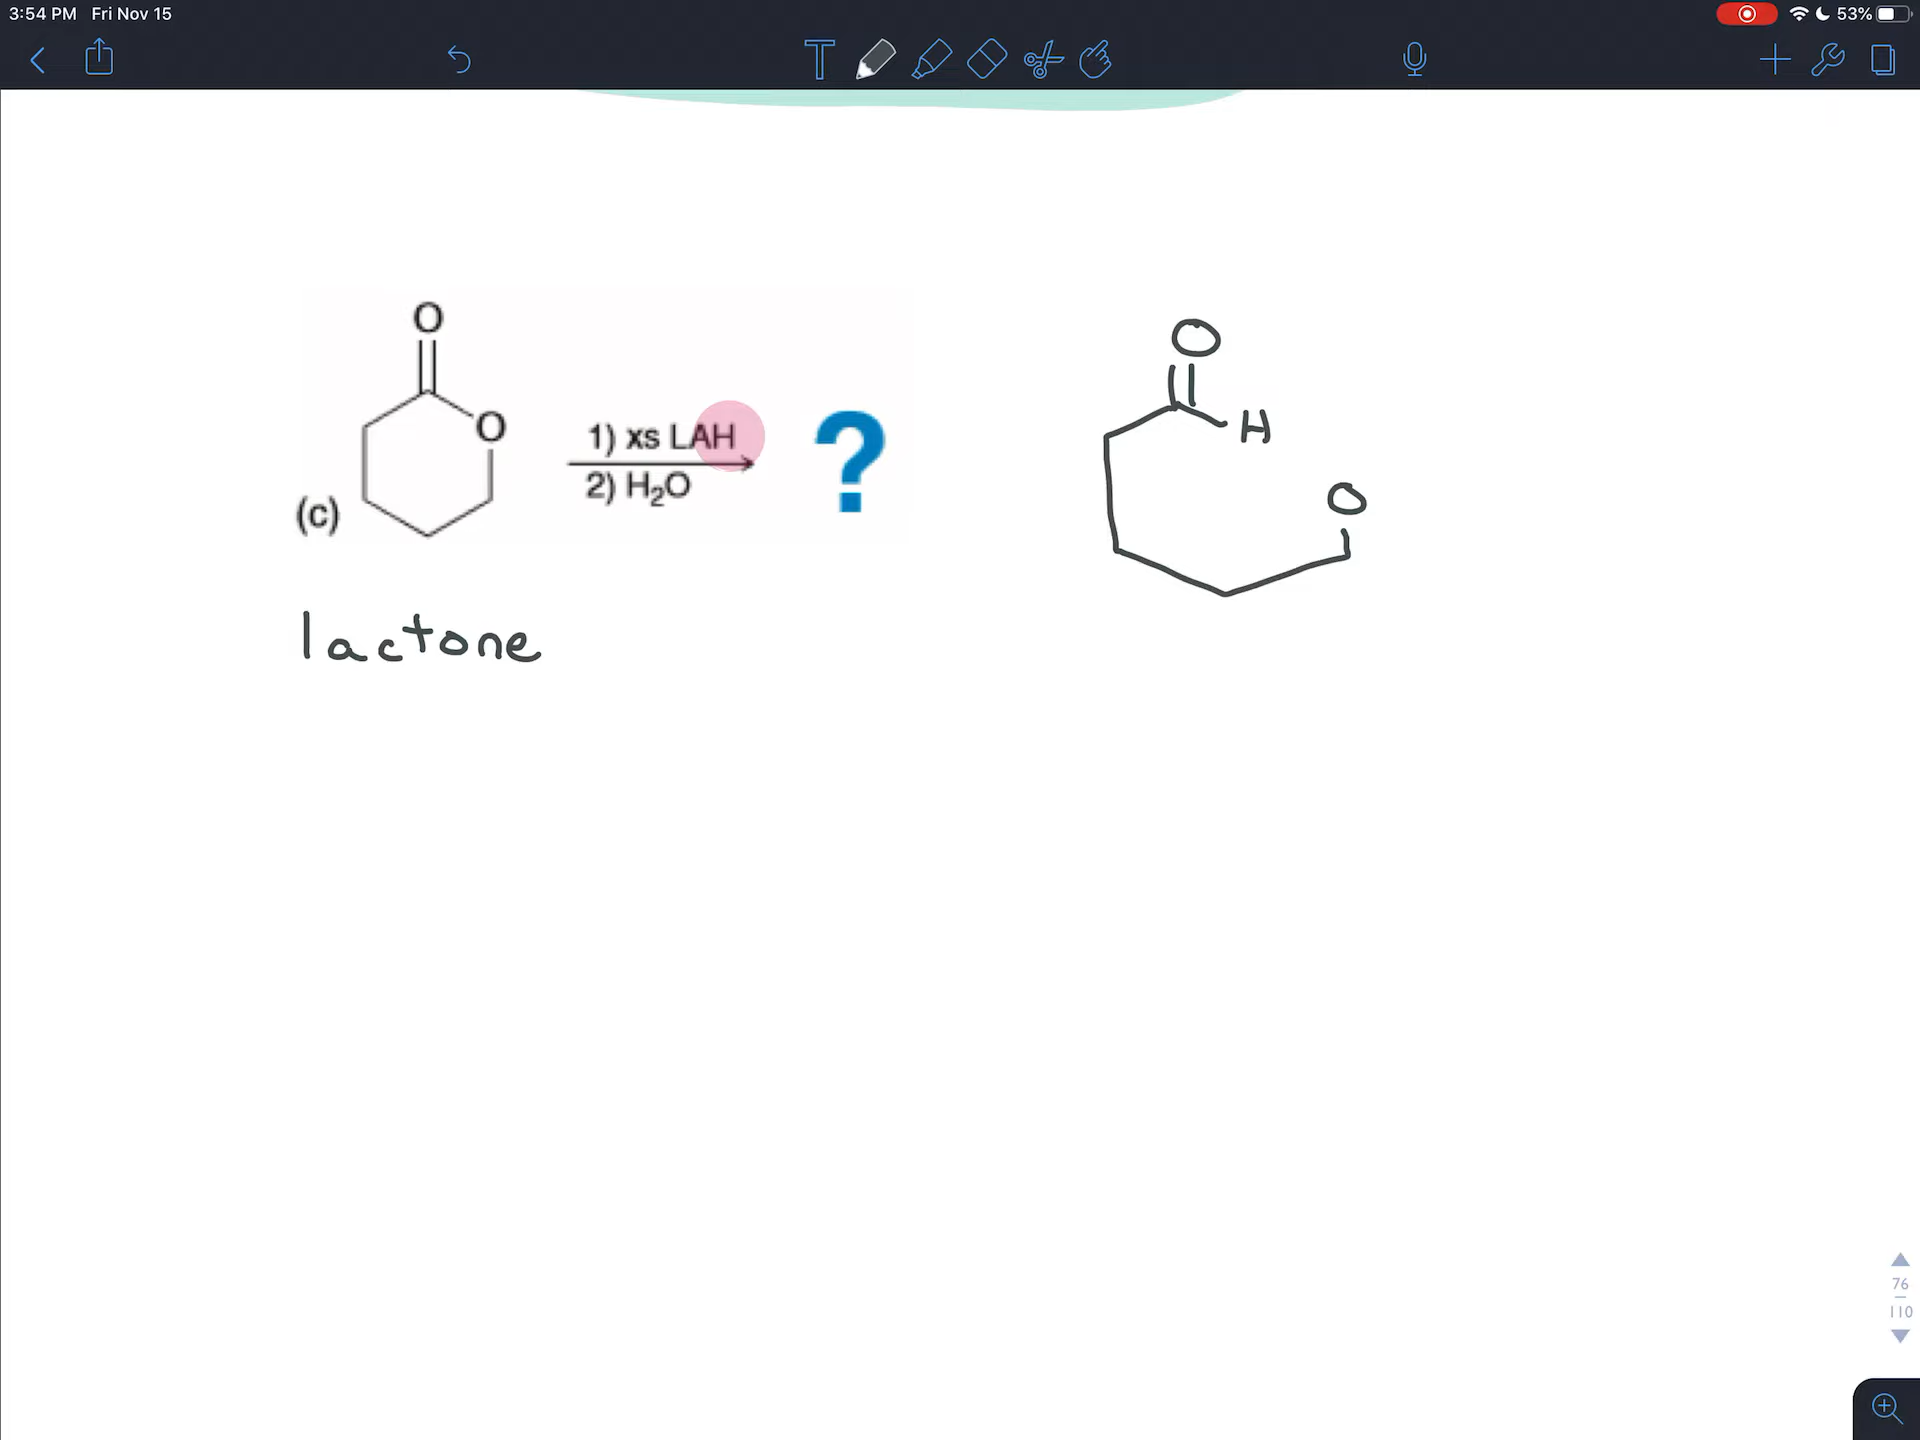 3:54 PM Fri Nov 15
53%
T
O
O
1) xs LAH
2) H₂O
?
(c)
O
H
O
lactone
76
110